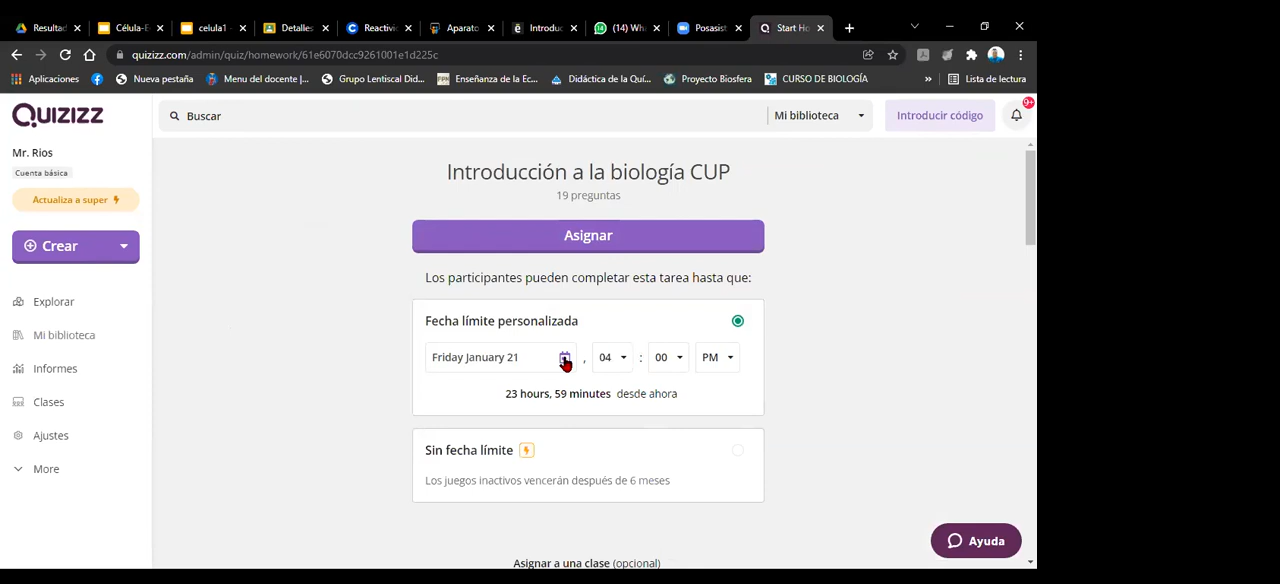 Resultad
Célula-E
celula1
Detalles
Reactivi
Aparato
Introduc
(14) Wh
Posasist
Start Ho
quizizz.com/admin/quiz/homework/61e6070dcc9261001e1d225c
Aplicaciones
Nueva pestaña
Menu del docente |...
Grupo Lentiscal Did...
Enseñanza de la Ec...
Didáctica de la Quí...
Proyecto Biosfera
CURSO DE BIOLOGÍA
»
Lista de lectura
QUIZIZZ
Buscar
Mi biblioteca
Introducir código
9+
Mr. Rios
Cuenta básica
Actualiza a super
Crear
Explorar
Mi biblioteca
Informes
Clases
Ajustes
More
Introducción a la biología CUP
19 preguntas
Asignar
Los participantes pueden completar esta tarea hasta que:
Fecha límite personalizada
Friday January 21 , 04 : 00 PM
23 hours, 59 minutes desde ahora
Sin fecha límite
Los juegos inactivos vencerán después de 6 meses
Asignar a una clase (opcional)
Ayuda